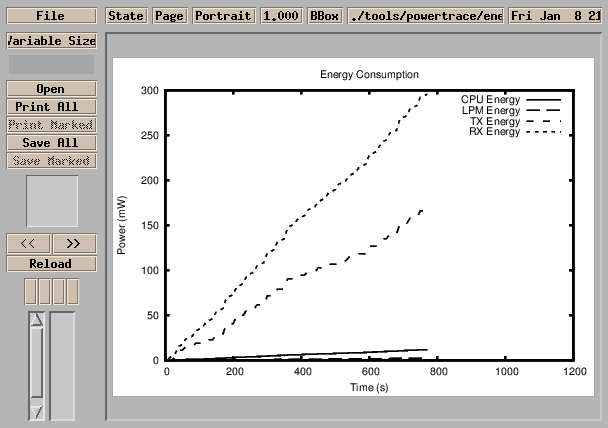 File State Page Portrait 1.000 BBox ./tools/powertrace/ene Fri Jan 8 21
Variable Size
Open
Print All
Print Marked
Save All
Save Marked
<< >>
Reload
Energy Consumption
CPU Energy
LPM Energy
TX Energy
RX Energy
300
250
200
150
100
50
0
Power (mW)
0 200 400 600 800 1000 1200
Time (s)